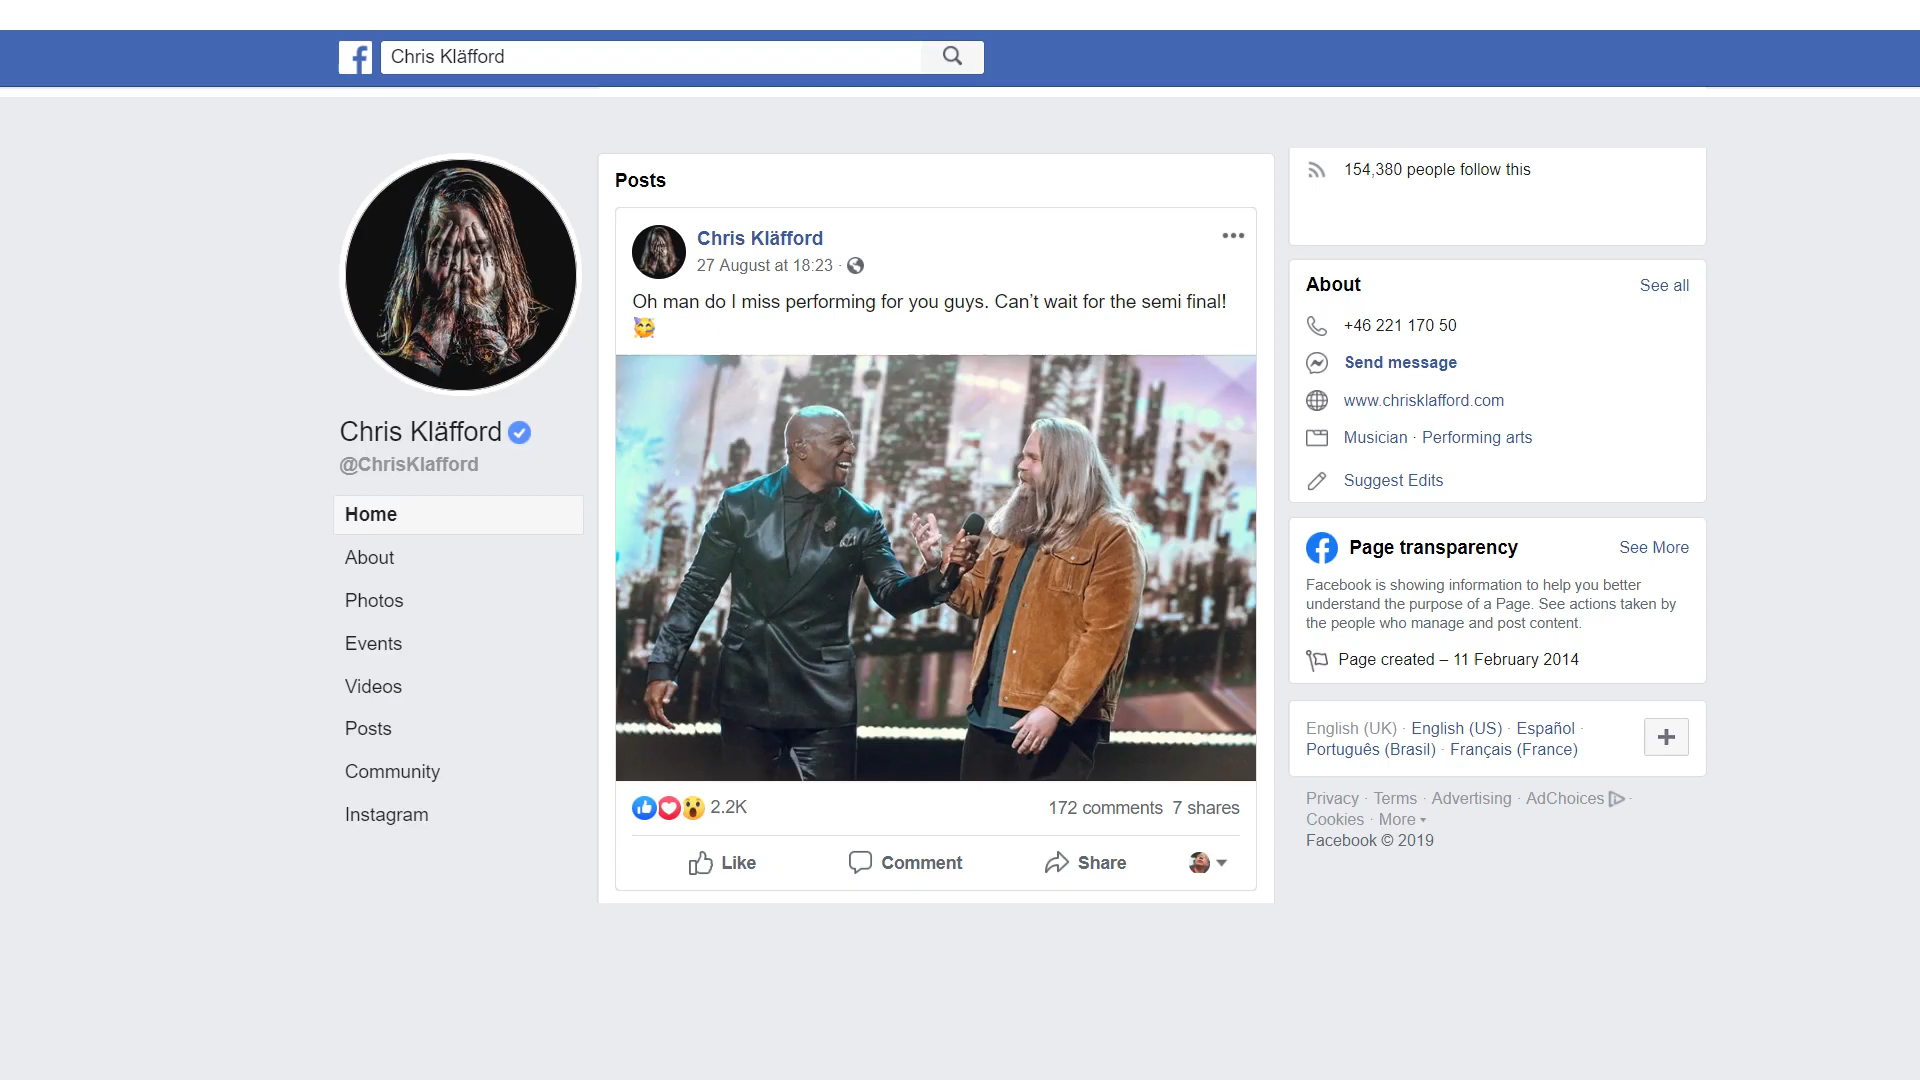 Chris Kläfford
Chris Kläfford
@ChrisKlafford
Home
About
Photos
Events
Videos
Posts
Community
Instagram
Posts
Chris Kläfford
27 August at 18:23 ·
Oh man do I miss performing for you guys. Can’t wait for the semi final!
2.2K
172 comments 7 shares
Like
Comment
Share
154,380 people follow this
About
See all
+46 221 170 50
Send message
www.chrisklafford.com
Musician · Performing arts
Suggest Edits
Page transparency
See More
Facebook is showing information to help you better
understand the purpose of a Page. See actions taken by
the people who manage and post content.
Page created – 11 February 2014
English (UK) · English (US) · Español ·
Português (Brasil) · Français (France)
Privacy · Terms · Advertising · AdChoices ·
Cookies · More
Facebook © 2019